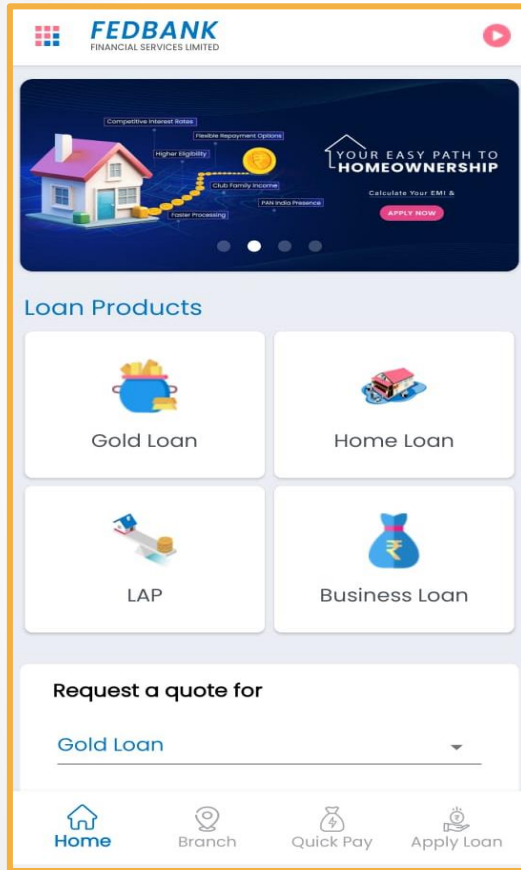 FEDBANK
FINANCIAL SERVICES LIMITED
Competitive Interest Rates
Flexible Repayment Options
Higher Eligibility
Club Family Income
PAN India Presence
Faster Processing
YOUR EASY PATH TO
HOMEOWNERSHIP
Calculate Your EMI &
APPLY NOW
Loan Products
Gold Loan
Home Loan
LAP
Business Loan
Request a quote for
Gold Loan
Home
Branch
Quick Pay
Apply Loan